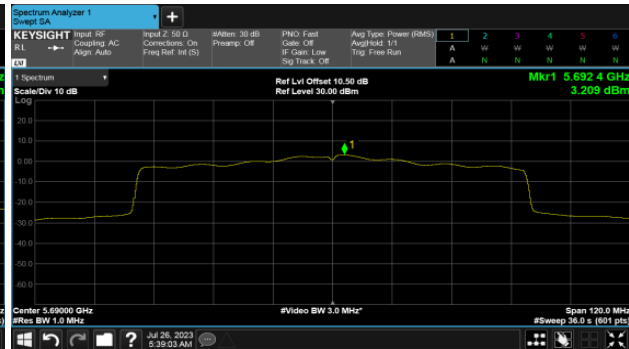 Spectrum Analyzer 1
Swept SA
KEYSIGHT Input: RF Input Z: 50 Ω #Atten: 30 dB PNO: Fast Avg Type: Power (RMS) 1 2 3 4 5 6
RL Coupling: AC Corrections: On Preamp: Off Gate: Off Avg|Hold: 1/1 A W W W W W
Align: Auto Freq Ref: Int (S) IF Gain: Low Trig: Free Run
LXI Sig Track: Off A N N N N N
1 Spectrum Ref Lvl Offset 10.50 dB Mkr1 5.692 4 GHz
Scale/Div 10 dB Ref Level 30.00 dBm 3.209 dBm
Log
20.0
1
10.0
0.00
-10.0
-20.0
-30.0
-40.0
-50.0
-60.0
Center 5.69000 GHz #Video BW 3.0 MHz* Span 120.0 MHz
#Res BW 1.0 MHz #Sweep 36.0 s (601 pts)
? Jul 26, 2023
5:39:03 AM